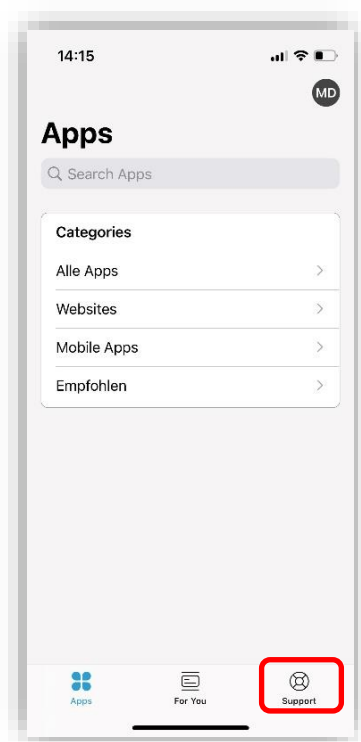 14:15
MD
Apps
Search Apps
Categories
Alle Apps
Websites
Mobile Apps
Empfohlen
Apps
For You
Support